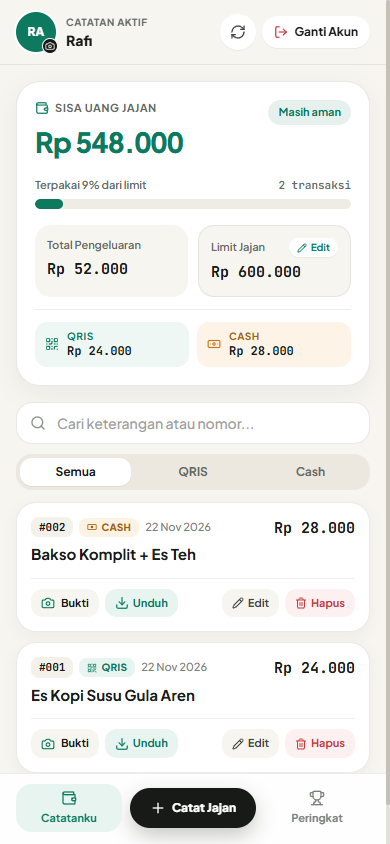 RA
CATATAN AKTIF
Rafi
Ganti Akun
SISA UANG JAJAN
Masih aman
Rp 548.000
Terpakai 9% dari limit
2 transaksi
Total Pengeluaran
Rp 52.000
Limit Jajan
Edit
Rp 600.000
QRIS
Rp 24.000
CASH
Rp 28.000
Cari keterangan atau nomor...
Semua
QRIS
Cash
#002
CASH
22 Nov 2026
Rp 28.000
Bakso Komplit + Es Teh
Bukti
Unduh
Edit
Hapus
#001
QRIS
22 Nov 2026
Rp 24.000
Es Kopi Susu Gula Aren
Bukti
Unduh
Edit
Hapus
Catatanku
Catat Jajan
Peringkat